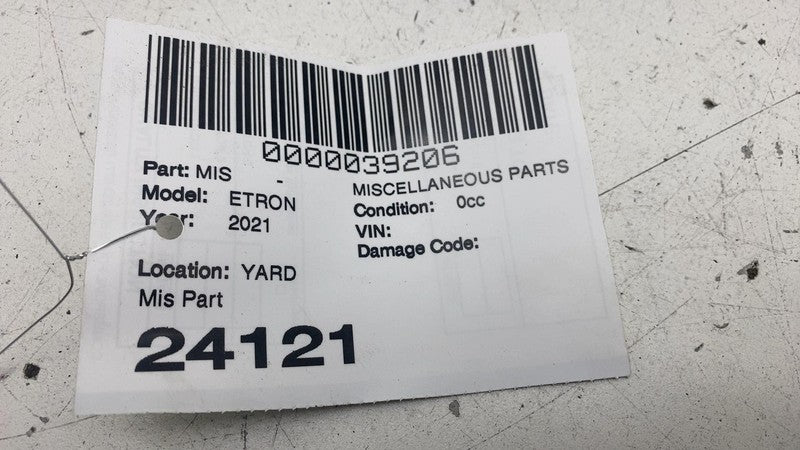 0000039206
Part: MIS - MISCELLANEOUS PARTS
Model: ETRON Condition: 0cc
Year: 2021 VIN:
Damage Code:
Location: YARD
Mis Part
24121